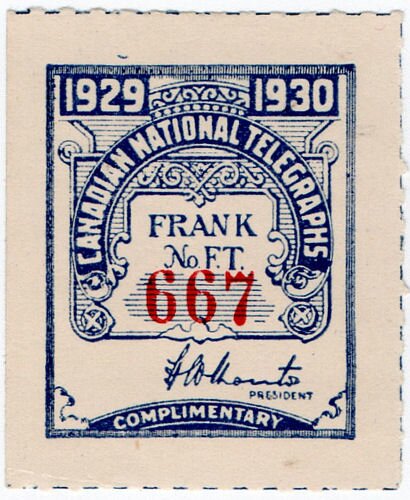 1929 1930
CANADIAN NATIONAL TELEGRAPHS
FRANK
No. F.T.
667
PRESIDENT
COMPLIMENTARY